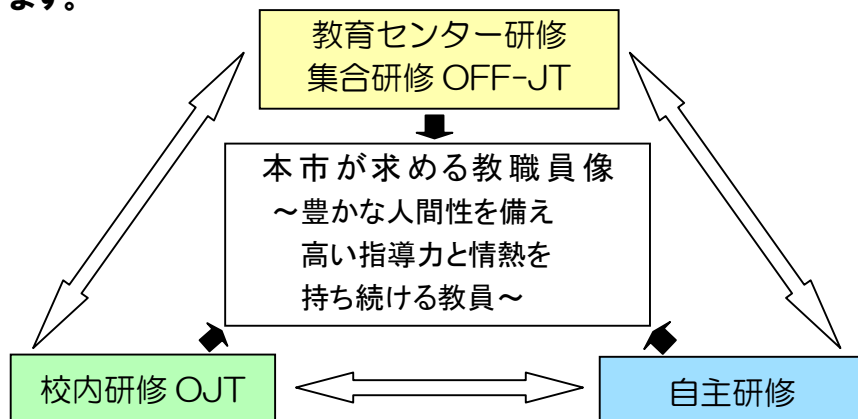 ます。
教育センター研修
集合研修 OFF-JT
本市が求める教職員像
～豊かな人間性を備え
高い指導力と情熱を
持ち続ける教員～
校内研修 OJT
自主研修